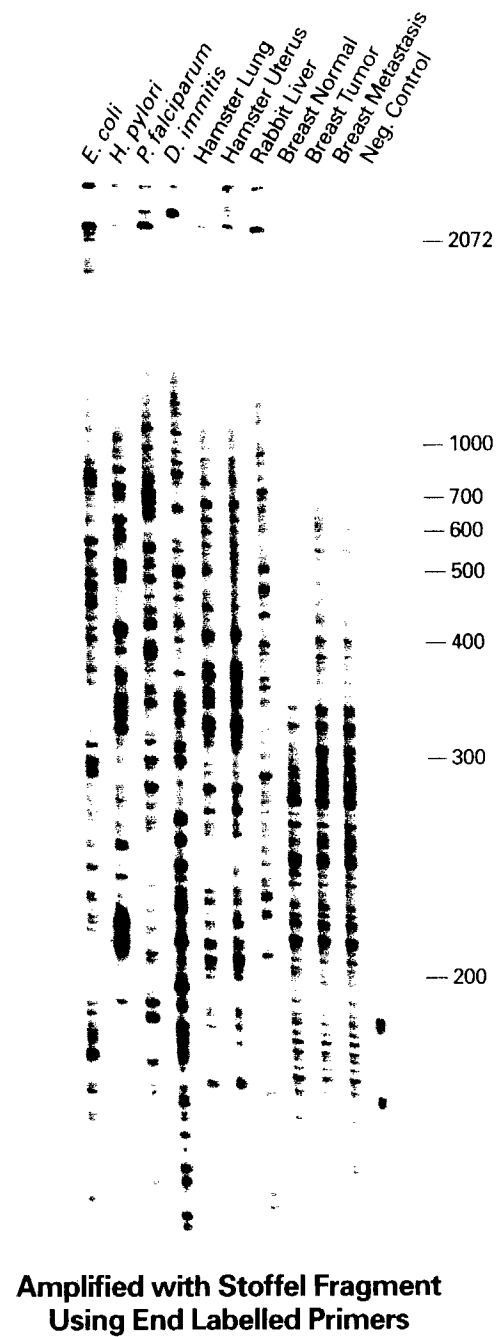 E. coli
H. pylori
P. falciparum
D. immitis
Hamster Lung
Hamster Uterus
Rabbit Liver
Breast Normal
Breast Tumor
Breast Metastasis
Neg. Control
— 2072
— 1000
— 700
— 600
— 500
— 400
— 300
— 200
Amplified with Stoffel Fragment
Using End Labelled Primers